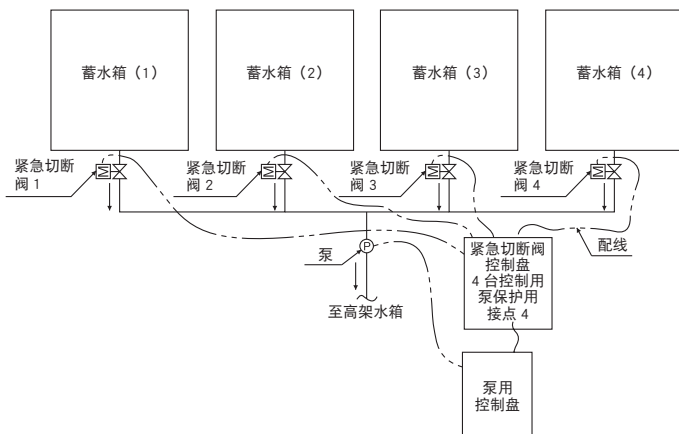 蓄水箱（1）
蓄水箱（2）
蓄水箱（3）
蓄水箱（4）
紧急切断
阀 1
M
紧急切断
阀 2
M
紧急切断
阀 3
M
紧急切断
阀 4
M
泵
P
至高架水箱
紧急切断阀
控制盘
4 台控制用
泵保护用
接点 4
配线
泵用
控制盘